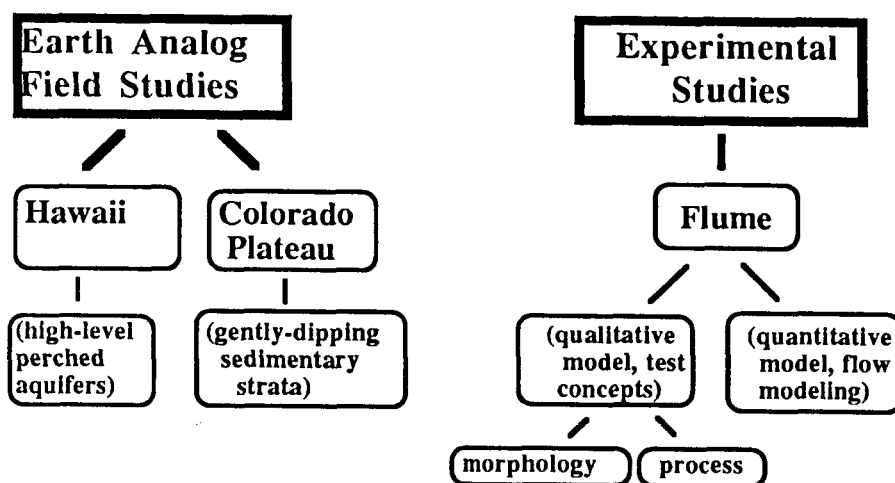 Earth Analog
Field Studies
Hawaii
Colorado
Plateau
(high-level
perched
aquifers)
(gently-dipping
sedimentary
strata)
Experimental
Studies
Flume
(qualitative
model, test
concepts)
(quantitative
model, flow
modeling)
morphology
process